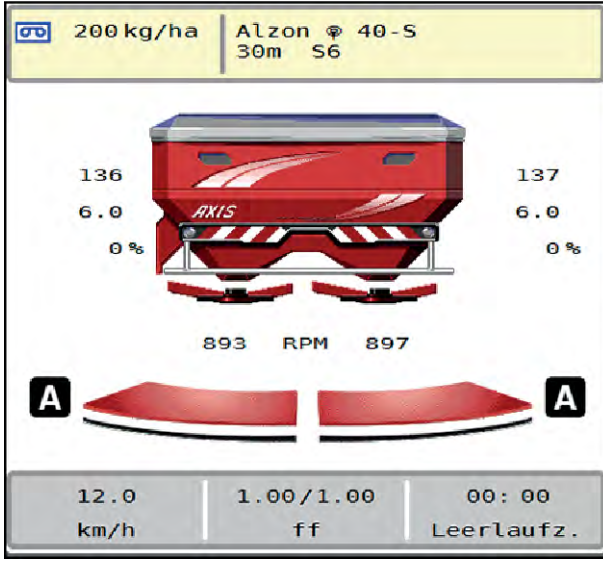 200 kg/ha
Alzon ® 40-S
30m S6
136
137
6.0
6.0
0 %
0 %
AXIS
893 RPM 897
A
A
12.0
1.00/1.00
00:00
km/h
ff
Leerlaufz.